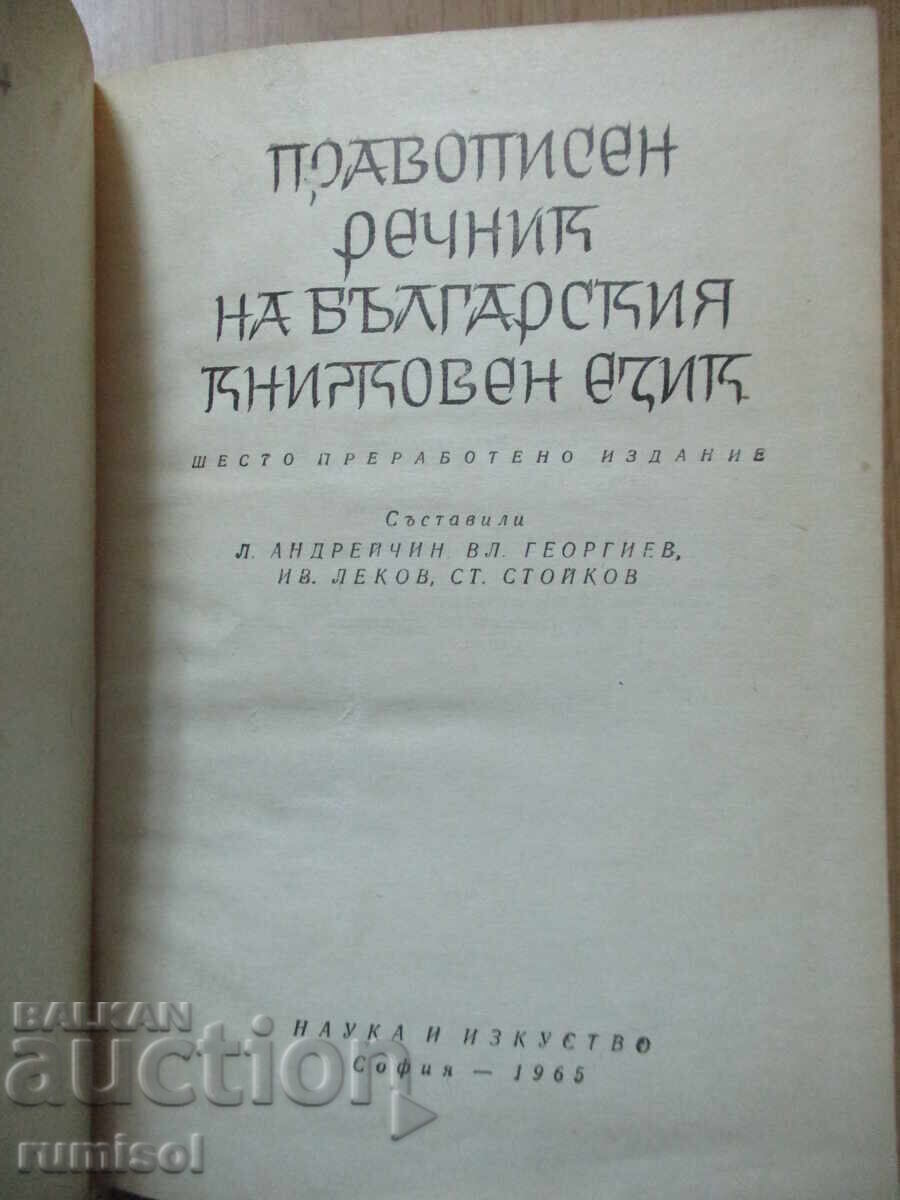 ПРАВОПИСЕН
РЕЧНИК
НА БЪЛГАРСКИЯ
КНИЖОВЕН ЕЗИК
ШЕСТО ПРЕРАБОТЕНО ИЗДАНИЕ
Съставили
Л. АНДРЕЙЧИН ВЛ. ГЕОРГИЕВ,
ИВ. ЛЕКОВ, СТ. СТОЙКОВ
НАУКА И ИЗКУСТВО
София — 1965
BALKAN
auction
rumisol